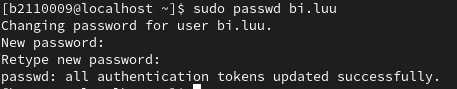 [b2110009@localhost ~]$ sudo passwd bi.luu
Changing password for user bi.luu.
New password:
Retype new password:
passwd: all authentication tokens updated successfully.